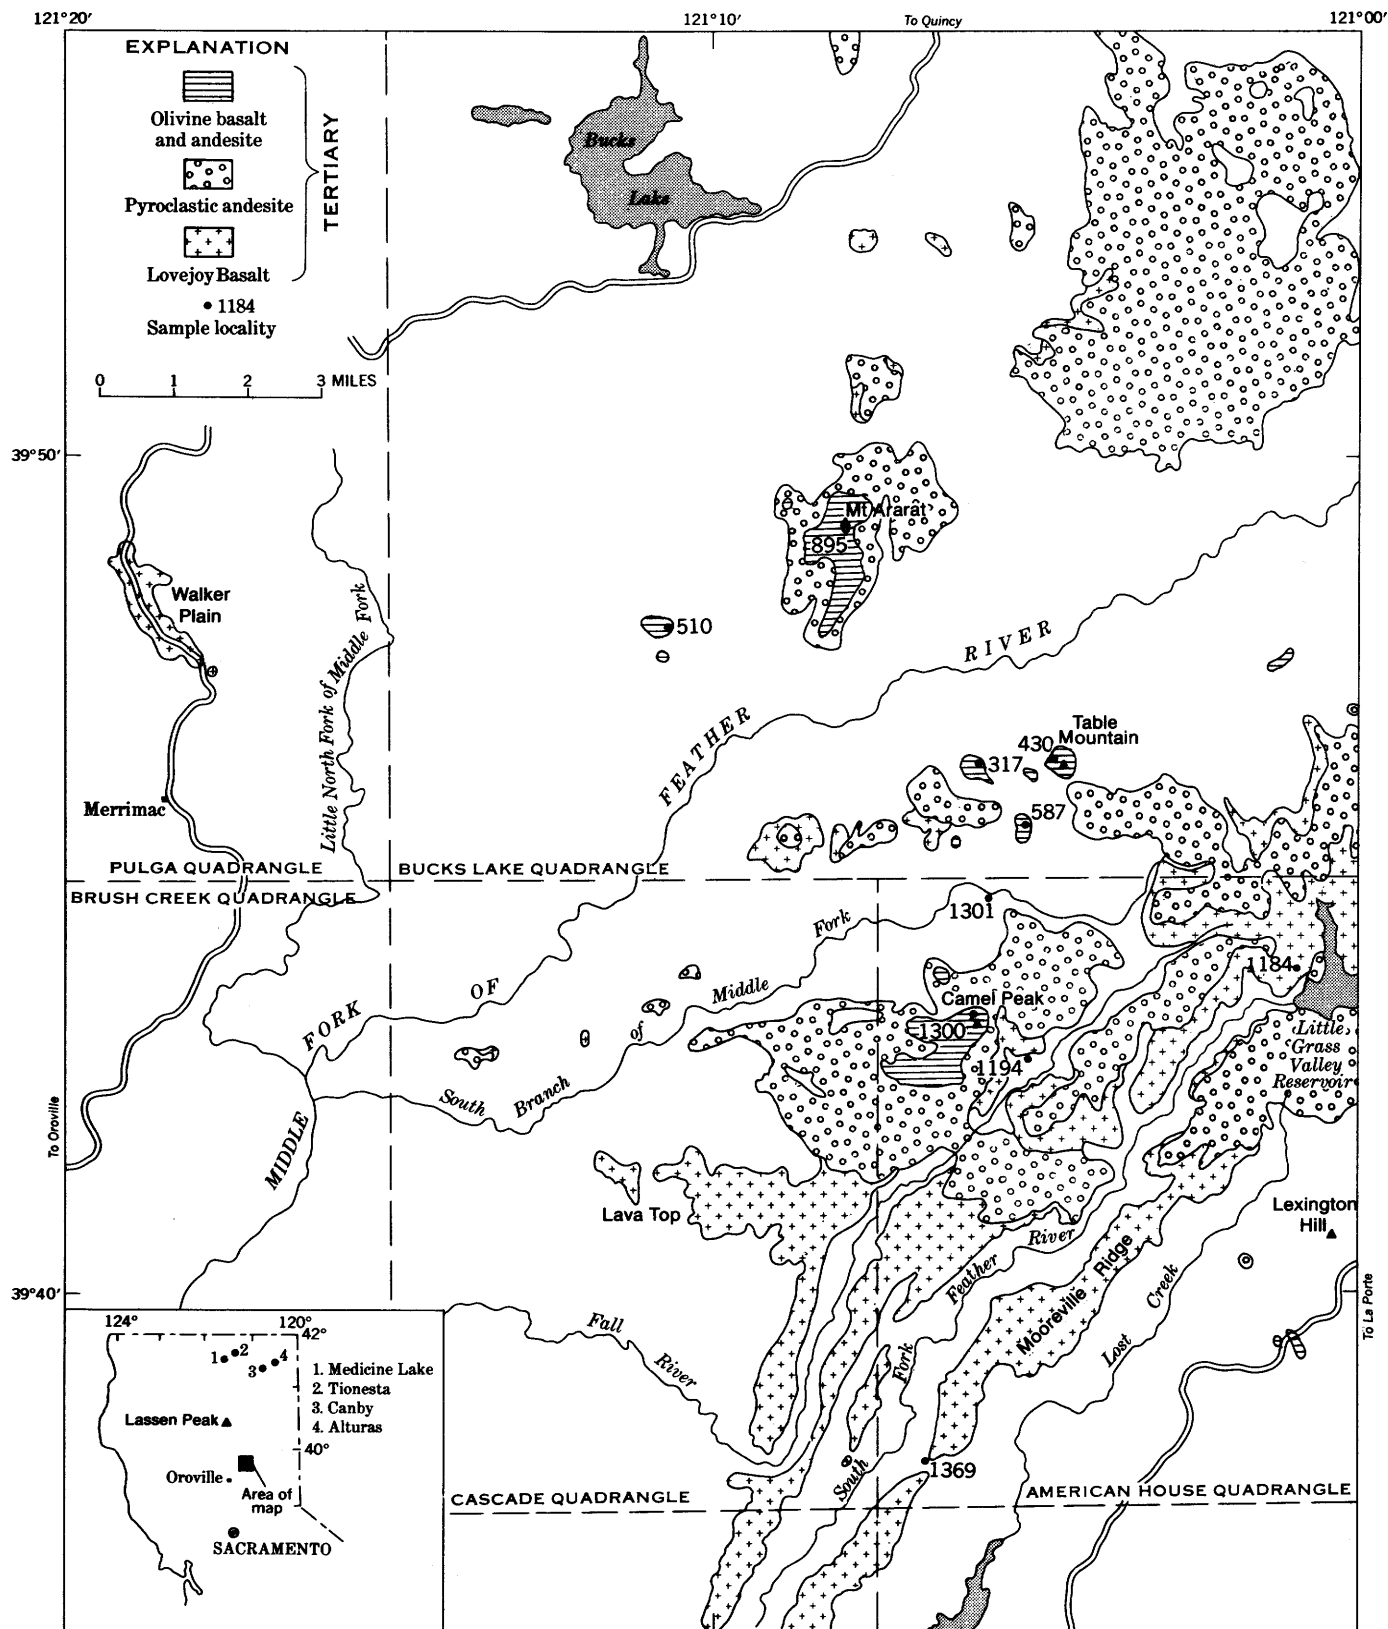 121°20′
121°10′
To Quincy
121°00′
EXPLANATION
Olivine basalt
and andesite
Pyroclastic andesite
Lovejoy Basalt
TERTIARY
1184
Sample locality
0 1 2 3 MILES
Bucks
Lake
39°50′
Mt Ararat
895
Walker
Plain
510
Little North Fork of Middle Fork
RIVER
FEATHER
Table
Mountain
430
317
587
Merrimac
PULGA QUADRANGLE
BUCKS LAKE QUADRANGLE
BRUSH CREEK QUADRANGLE
1301
Fork
1184
Middle
OF
FORK
of
Camel Peak
1300
1194
Little
Grass
Valley
Reservoir
South
Branch
To Oroville
MIDDLE
Lava Top
Lexington
Hill
River
Feather
Ridge
Mooreville
Creek
Lost
39°40′
To La Porte
Fall
River
Fork
South
1369
CASCADE QUADRANGLE
AMERICAN HOUSE QUADRANGLE
124°
120°
42°
1 2
3 4
1. Medicine Lake
2. Tionesta
3. Canby
4. Alturas
Lassen Peak
40°
Oroville
Area of
map
SACRAMENTO